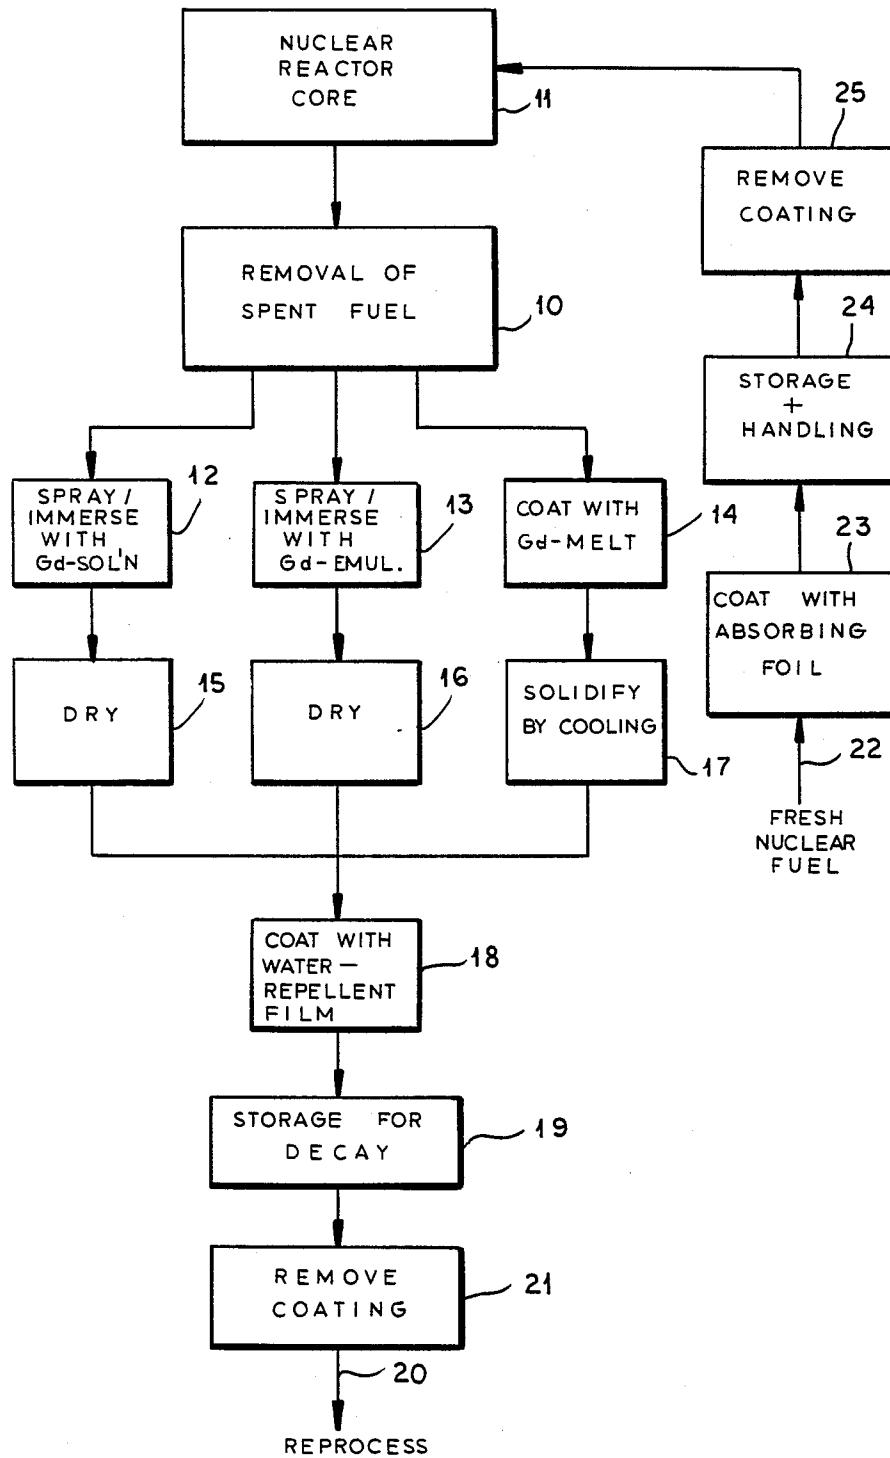 NUCLEAR
REACTOR
CORE
11
REMOVAL OF
SPENT FUEL
10
SPRAY/
IMMERSE
WITH
Gd-SOL'N
12
SPRAY/
IMMERSE
WITH
Gd-EMUL.
13
COAT WITH
Gd-MELT
14
DRY
15
DRY
16
SOLIDIFY
BY COOLING
17
COAT WITH
WATER—
REPELLENT
FILM
18
STORAGE FOR
DECAY
19
REMOVE
COATING
21
20
REPROCESS
25
REMOVE
COATING
24
STORAGE
+
HANDLING
23
COAT WITH
ABSORBING
FOIL
22
FRESH
NUCLEAR
FUEL